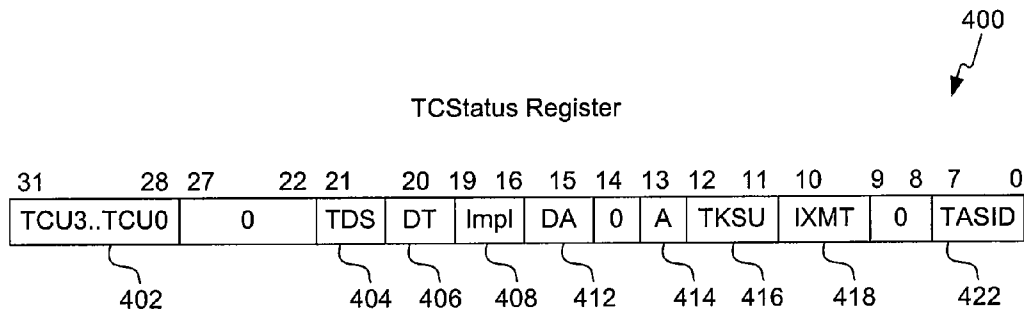 400
TCStatus Register
31 28 27 22 21 20 19 16 15 14 13 12 11 10 9 8 7 0
TCU3..TCU0 0 TDS DT Impl DA 0 A TKSU IXMT 0 TASID
402 404 406 408 412 414 416 418 422